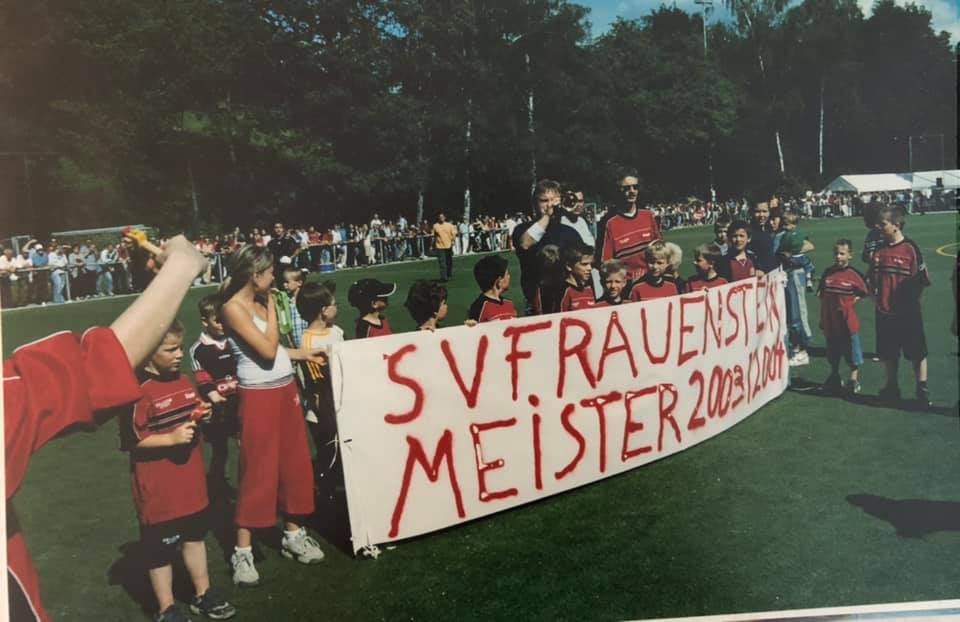 SV FRAUENSTEIN
MEISTER 2003/2004